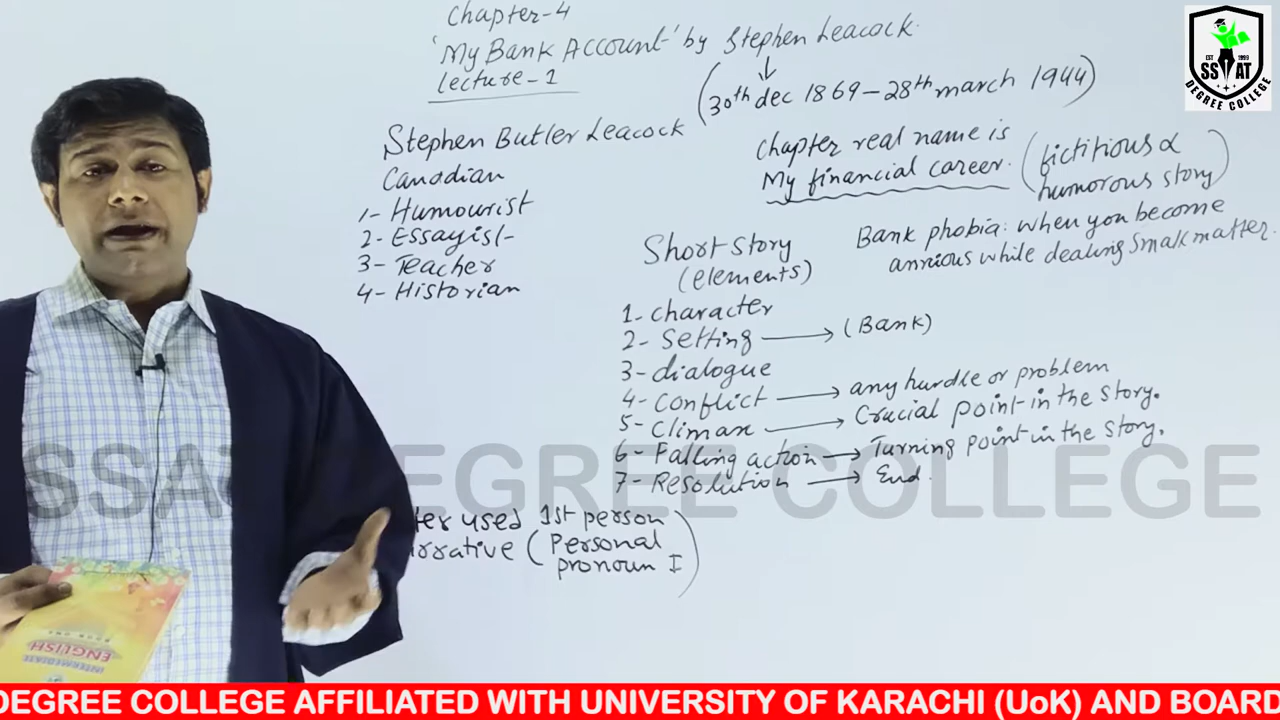 Chapter-4
'My Bank Account' by Stephen Leacock.
Lecture-1
(30th dec 1869-28th march 1944)
Stephen Butler Leacock
Canadian
1- Humourist
2- Essayist
3- Teacher
4- Historian
Chapter real name is
My financial career.
(fictitious &
humorous story)
Bank phobia: when you become
anxious while dealing small matter.
Short story
(elements)
1- character
2- Setting → (Bank)
3- dialogue
4- Conflict → any hurdle or problem
5- Climax → Crucial point in the story.
6- Falling action → Turning point in the story.
7- Resolution → End.
ter used 1st person
rrative (Personal
pronoun I)
SSAT DEGREE COLLEGE
EST 1999
SS AT
DEGREE COLLEGE
INTERMEDIATE
ENGLISH
BOOK ONE
DEGREE COLLEGE AFFILIATED WITH UNIVERSITY OF KARACHI (UoK) AND BOARD